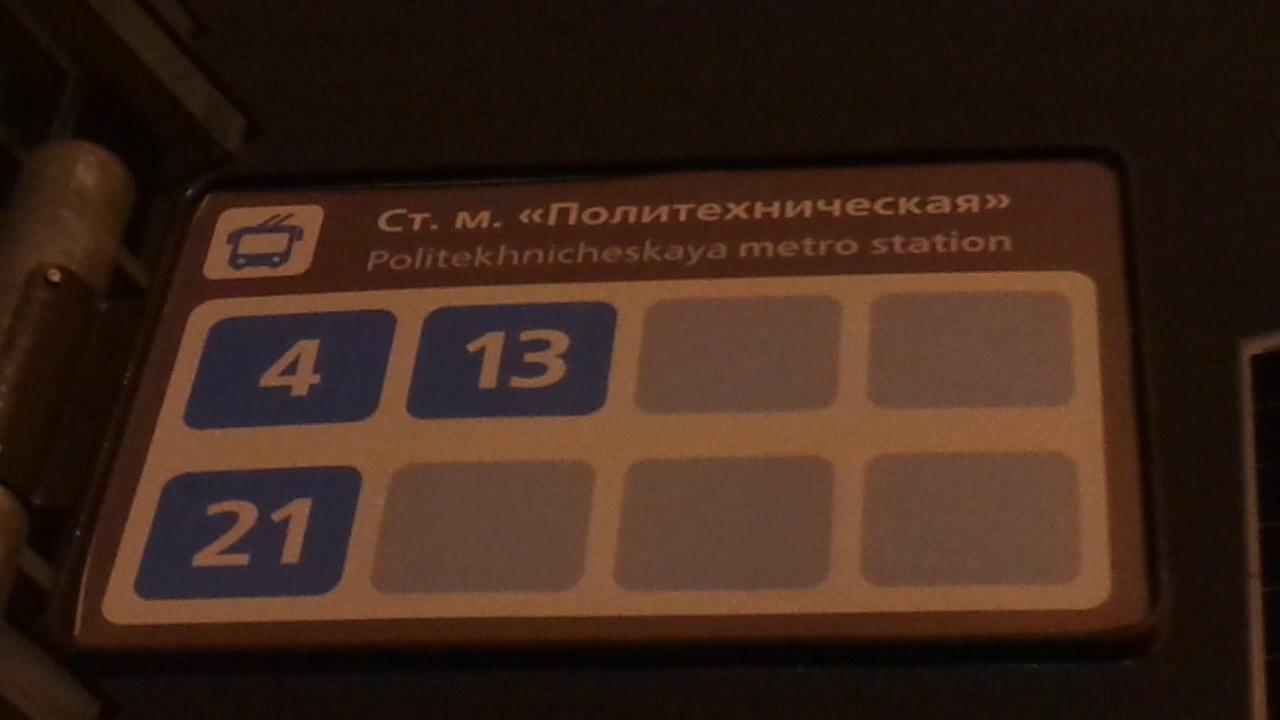 Ст. м. «Политехническая»
Politekhnicheskaya metro station
4 13
21